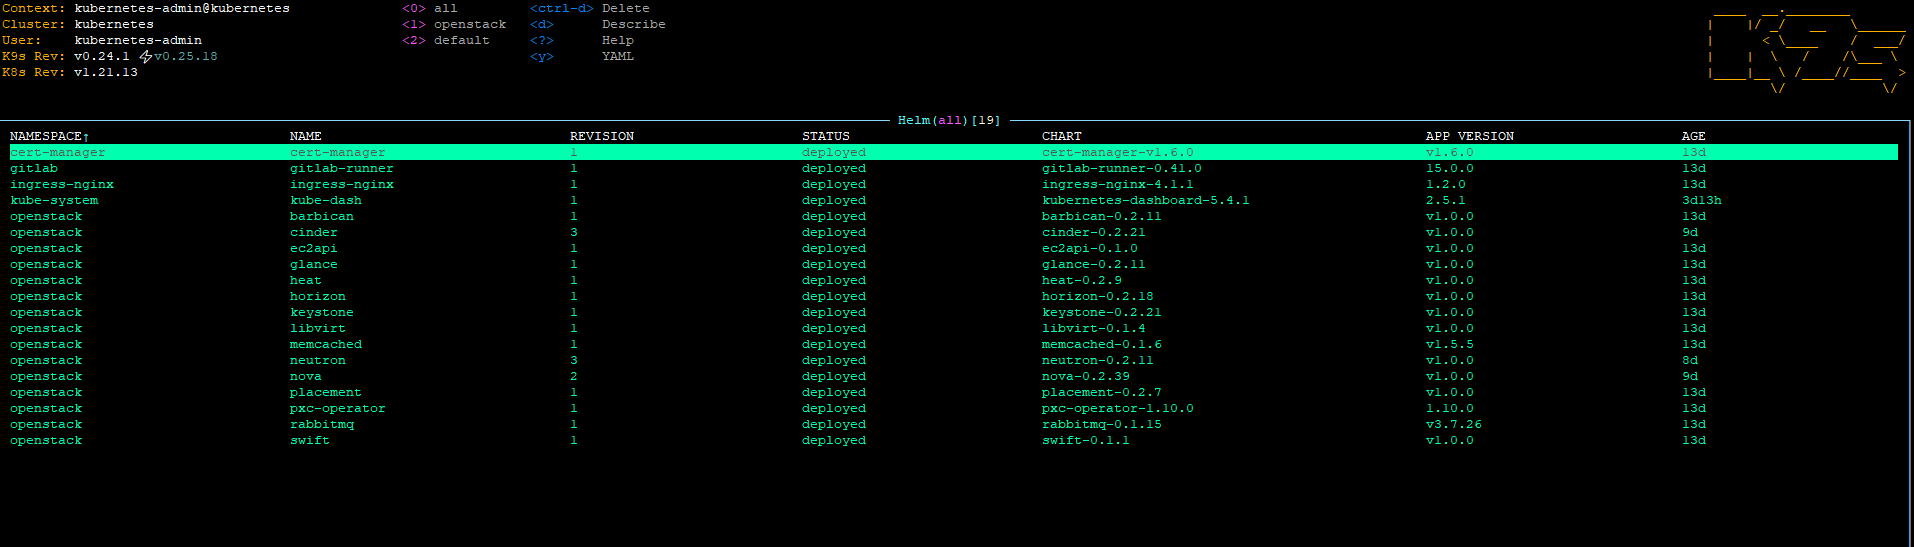 Context: kubernetes-admin@kubernetes <0> all <ctrl-d> Delete
Cluster: kubernetes <1> openstack <d> Describe
User: kubernetes-admin <2> default <?> Help
K9s Rev: v0.24.1 ⚡v0.25.18 <y> YAML
K8s Rev: v1.21.13
Helm(all)[19]
NAMESPACE↑ NAME REVISION STATUS CHART APP VERSION AGE
cert-manager cert-manager 1 deployed cert-manager-v1.6.0 v1.6.0 13d
gitlab gitlab-runner 1 deployed gitlab-runner-0.41.0 15.0.0 13d
ingress-nginx ingress-nginx 1 deployed ingress-nginx-4.1.1 1.2.0 13d
kube-system kube-dash 1 deployed kubernetes-dashboard-5.4.1 2.5.1 3d13h
openstack barbican 1 deployed barbican-0.2.11 v1.0.0 13d
openstack cinder 3 deployed cinder-0.2.21 v1.0.0 9d
openstack ec2api 1 deployed ec2api-0.1.0 v1.0.0 13d
openstack glance 1 deployed glance-0.2.11 v1.0.0 13d
openstack heat 1 deployed heat-0.2.9 v1.0.0 13d
openstack horizon 1 deployed horizon-0.2.18 v1.0.0 13d
openstack keystone 1 deployed keystone-0.2.21 v1.0.0 13d
openstack libvirt 1 deployed libvirt-0.1.4 v1.0.0 13d
openstack memcached 1 deployed memcached-0.1.6 v1.5.5 13d
openstack neutron 3 deployed neutron-0.2.11 v1.0.0 8d
openstack nova 2 deployed nova-0.2.39 v1.0.0 9d
openstack placement 1 deployed placement-0.2.7 v1.0.0 13d
openstack pxc-operator 1 deployed pxc-operator-1.10.0 1.10.0 13d
openstack rabbitmq 1 deployed rabbitmq-0.1.15 v3.7.26 13d
openstack swift 1 deployed swift-0.1.1 v1.0.0 13d